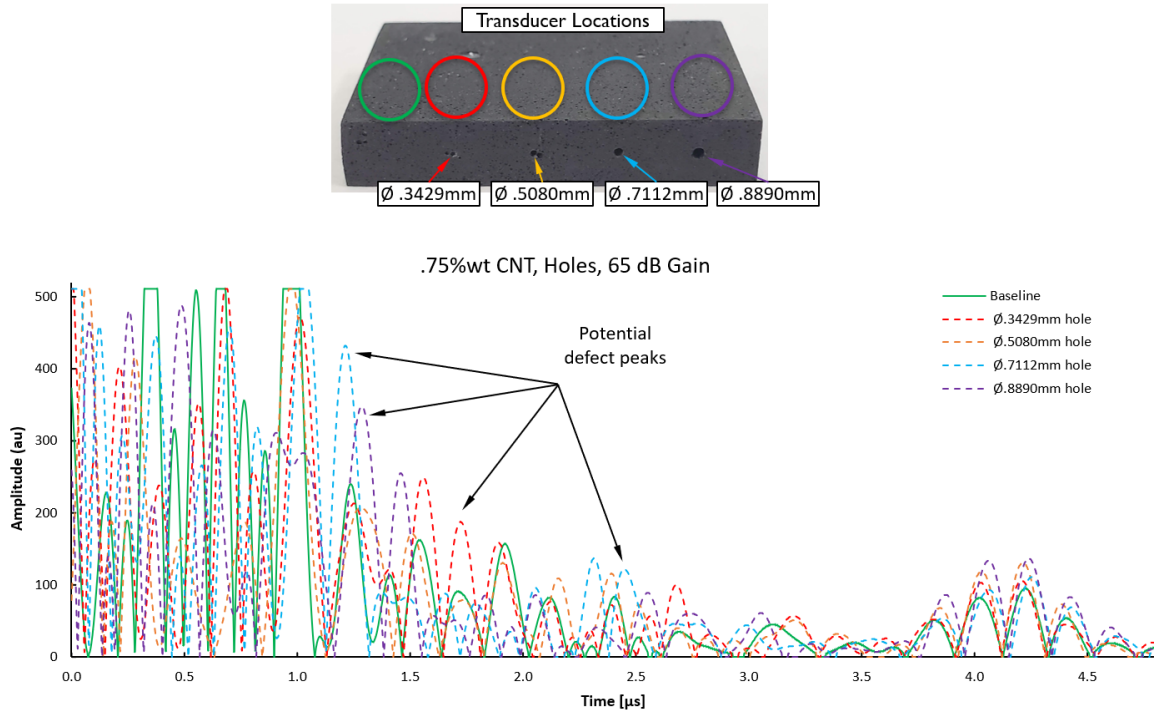 Transducer Locations
Ø .3429mm
Ø .5080mm
Ø .7112mm
Ø .8890mm
.75%wt CNT, Holes, 65 dB Gain
Potential
defect peaks
Baseline
Ø.3429mm hole
Ø.5080mm hole
Ø.7112mm hole
Ø.8890mm hole
Amplitude (au)
500
400
300
200
100
0
0.0
0.5
1.0
1.5
2.0
2.5
3.0
3.5
4.0
4.5
Time [µs]